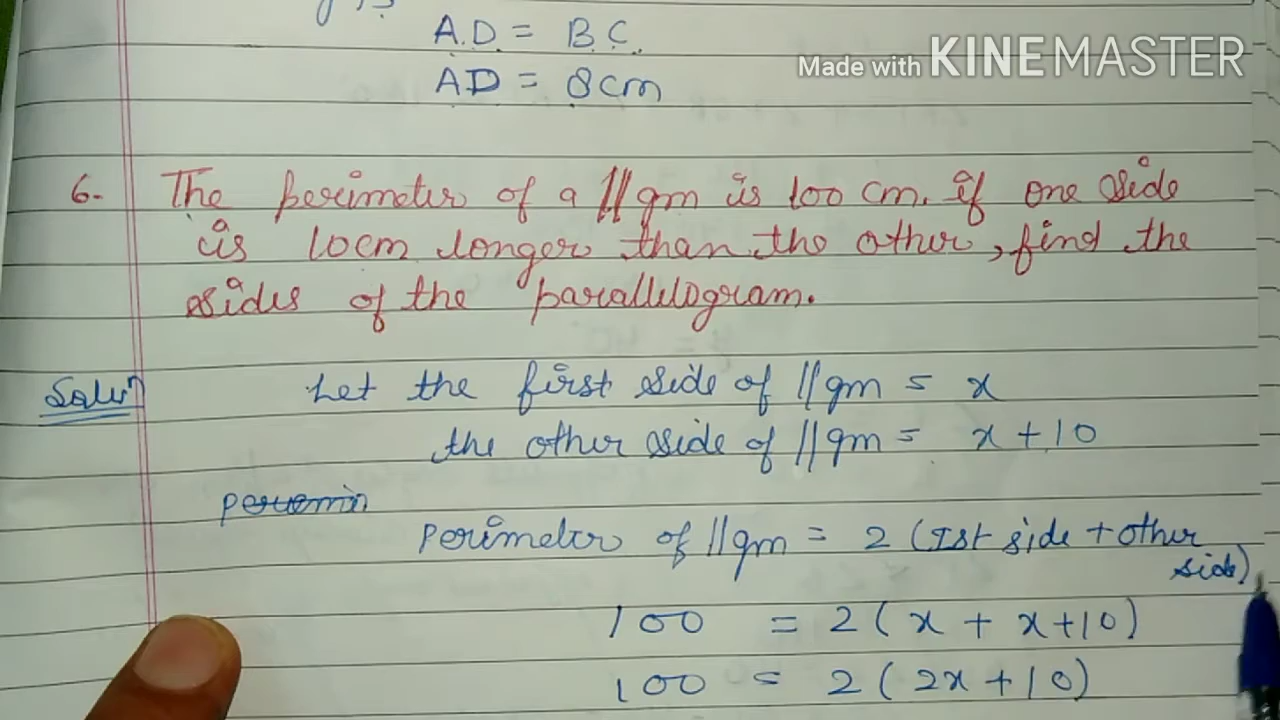 A.D = B.C.
Made with KINEMASTER
AD = 8cm
6. The perimeter of a ||gm is 100 cm. if one side
is 10cm longer than the other, find the
sides of the parallelogram.
Solun Let the first side of ||gm = x
the other side of ||gm = x + 10
Perimeter of ||gm = 2 (Ist side + other
side)
100 = 2 ( x + x+10)
100 = 2 ( 2x + 10)